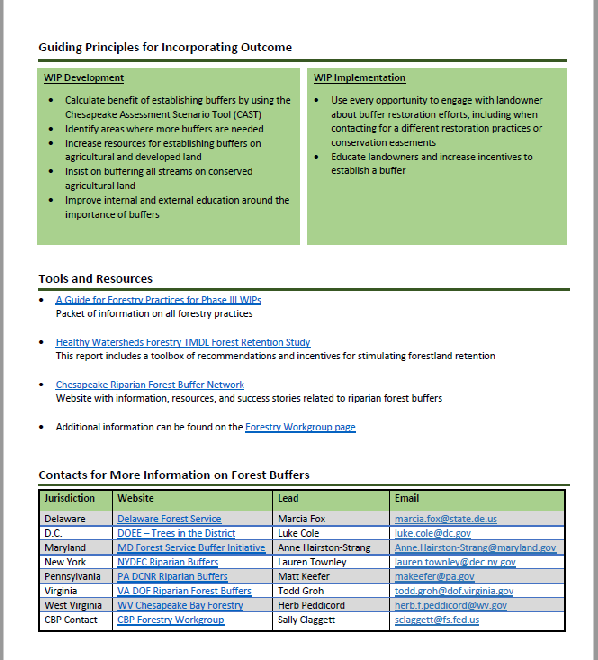 Guiding Principles for Incorporating Outcome
WIP Development
• Calculate benefit of establishing buffers by using the
Chesapeake Assessment Scenario Tool (CAST)
• Identify areas where more buffers are needed
• Increase resources for establishing buffers on
agricultural and developed land
• Insist on buffering all streams on conserved
agricultural land
• Improve internal and external education around the
importance of buffers
WIP Implementation
• Use every opportunity to engage with landowner
about buffer restoration efforts, including when
contacting for a different restoration practices or
conservation easements
• Educate landowners and increase incentives to
establish a buffer
Tools and Resources
• A Guide for Forestry Practices for Phase III WIPs
Packet of information on all forestry practices
• Healthy Watersheds Forestry TMDL Forest Retention Study
This report includes a toolbox of recommendations and incentives for stimulating forestland retention
• Chesapeake Riparian Forest Buffer Network
Website with information, resources, and success stories related to riparian forest buffers
• Additional information can be found on the Forestry Workgroup page
Contacts for More Information on Forest Buffers
Jurisdiction Website Lead Email
Delaware Delaware Forest Service Marcia Fox marcia.fox@state.de.us
D.C. DOEE – Trees in the District Luke Cole luke.cole@dc.gov
Maryland MD Forest Service Buffer Initiative Anne Hairston-Strang Anne.Hairston-Strang@maryland.gov
New York NYDEC Riparian Buffers Lauren Townley lauren.townley@dec.ny.gov
Pennsylvania PA DCNR Riparian Buffers Matt Keefer makeefer@pa.gov
Virginia VA DOF Riparian Forest Buffers Todd Groh todd.groh@dof.virginia.gov
West Virginia WV Chesapeake Bay Forestry Herb Peddicord herb.f.peddicord@wv.gov
CBP Contact CBP Forestry Workgroup Sally Claggett sclaggett@fs.fed.us